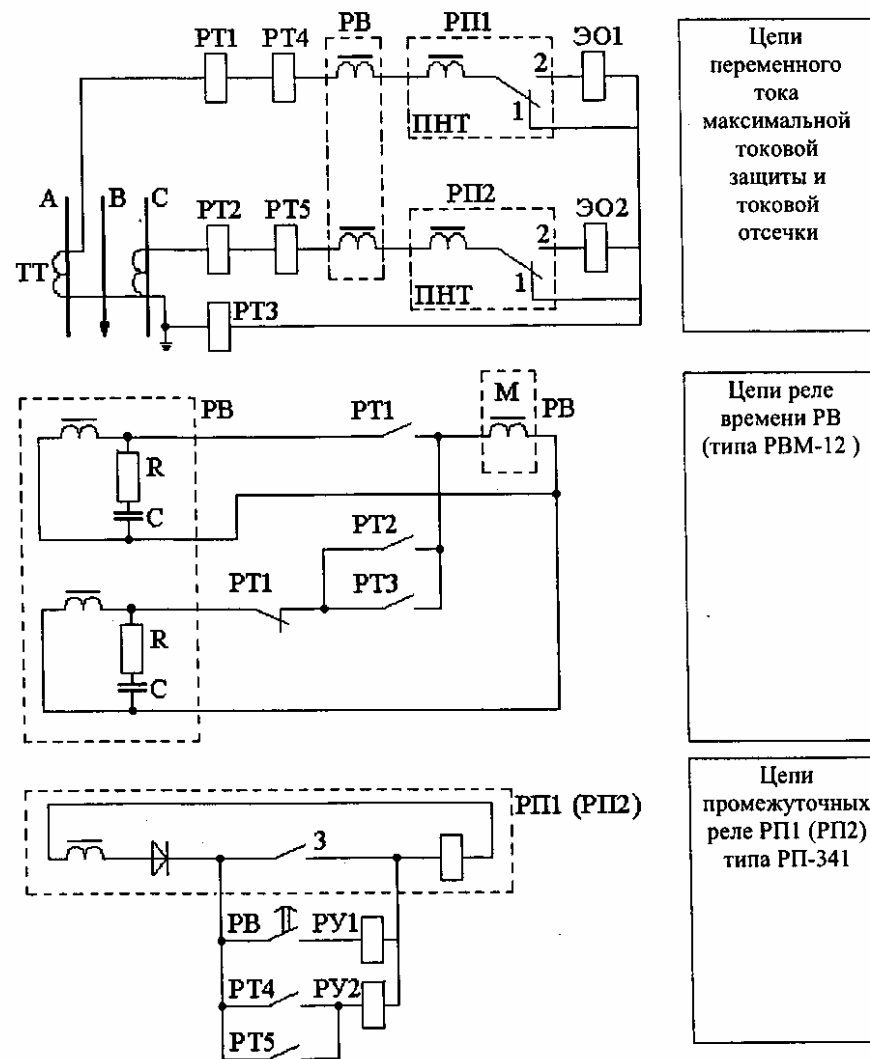 РВ РП1 ЭО1
РТ1 РТ4
2
1
ПНТ
А В С
РТ2 РТ5 РП2 ЭО2
ТТ
2
1
РТ3 ПНТ
Цепи
переменного
тока
максимальной
токовой
защиты и
токовой
отсечки
РВ РТ1 М РВ
R
C
РТ2
РТ1 РТ3
R
C
Цепи реле
времени РВ
(типа РВМ-12 )
РП1 (РП2)
3
РВ РУ1
РТ4 РУ2
РТ5
Цепи
промежуточных
реле РП1 (РП2)
типа РП-341